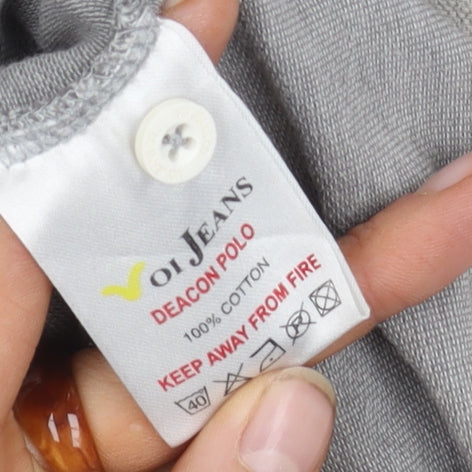 VOI JEANS
DEACON POLO
100% COTTON
KEEP AWAY FROM FIRE
40 P